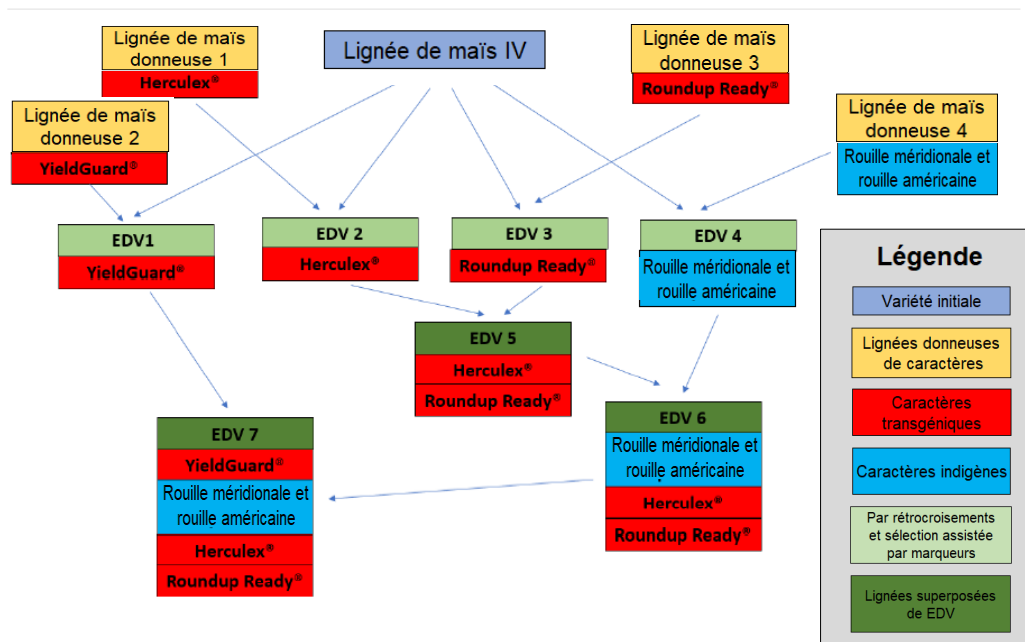 Lignée de maïs
donneuse 1
Herculex®
Lignée de maïs IV
Lignée de maïs
donneuse 3
Roundup Ready®
Lignée de maïs
donneuse 2
YieldGuard®
Lignée de maïs
donneuse 4
Rouille méridionale et
rouille américaine
EDV1
YieldGuard®
EDV 2
Herculex®
EDV 3
Roundup Ready®
EDV 4
Rouille méridionale et
rouille américaine
EDV 5
Herculex®
Roundup Ready®
EDV 6
Rouille méridionale et
rouille américaine
Herculex®
Roundup Ready®
EDV 7
YieldGuard®
Rouille méridionale et
rouille américaine
Herculex®
Roundup Ready®
Légende
Variété initiale
Lignées donneuses
de caractères
Caractères
transgéniques
Caractères indigènes
Par rétrocroisements
et sélection assistée
par marqueurs
Lignées superposées
de EDV